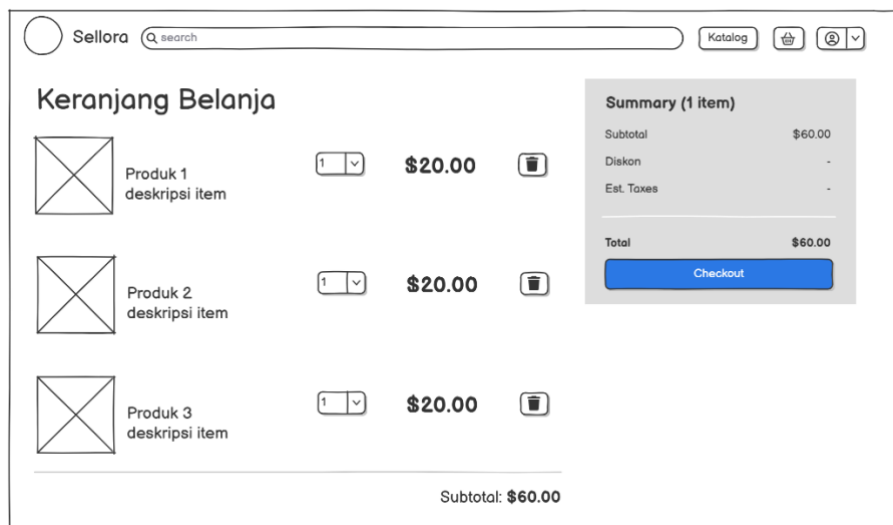 Sellora
search
Katalog
Keranjang Belanja
Produk 1
deskripsi item
1
$20.00
Produk 2
deskripsi item
1
$20.00
Produk 3
deskripsi item
1
$20.00
Subtotal: $60.00
Summary (1 item)
Subtotal $60.00
Diskon -
Est. Taxes -
Total $60.00
Checkout